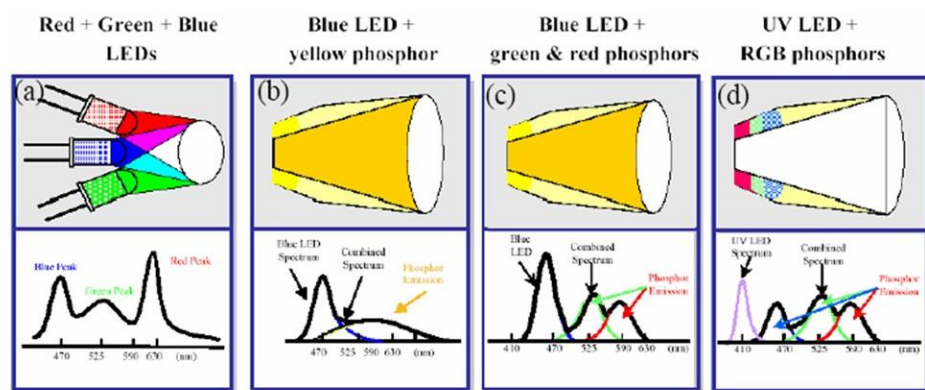 Red + Green + Blue
LEDs
Blue LED +
yellow phosphor
Blue LED +
green & red phosphors
UV LED +
RGB phosphors
(a)
(b)
(c)
(d)
Blue Peak
Green Peak
Red Peak
470 525 590 630 (nm)
Blue LED
Spectrum
Combined
Spectrum
Phosphor
Emission
470 525 590 630 (nm)
Blue
LED
Combined
Spectrum
Phosphor
Emission
410 470 525 590 630 (nm)
UV LED
Spectrum
Combined
Spectrum
Phosphor
Emission
410 470 525 590 630 (nm)